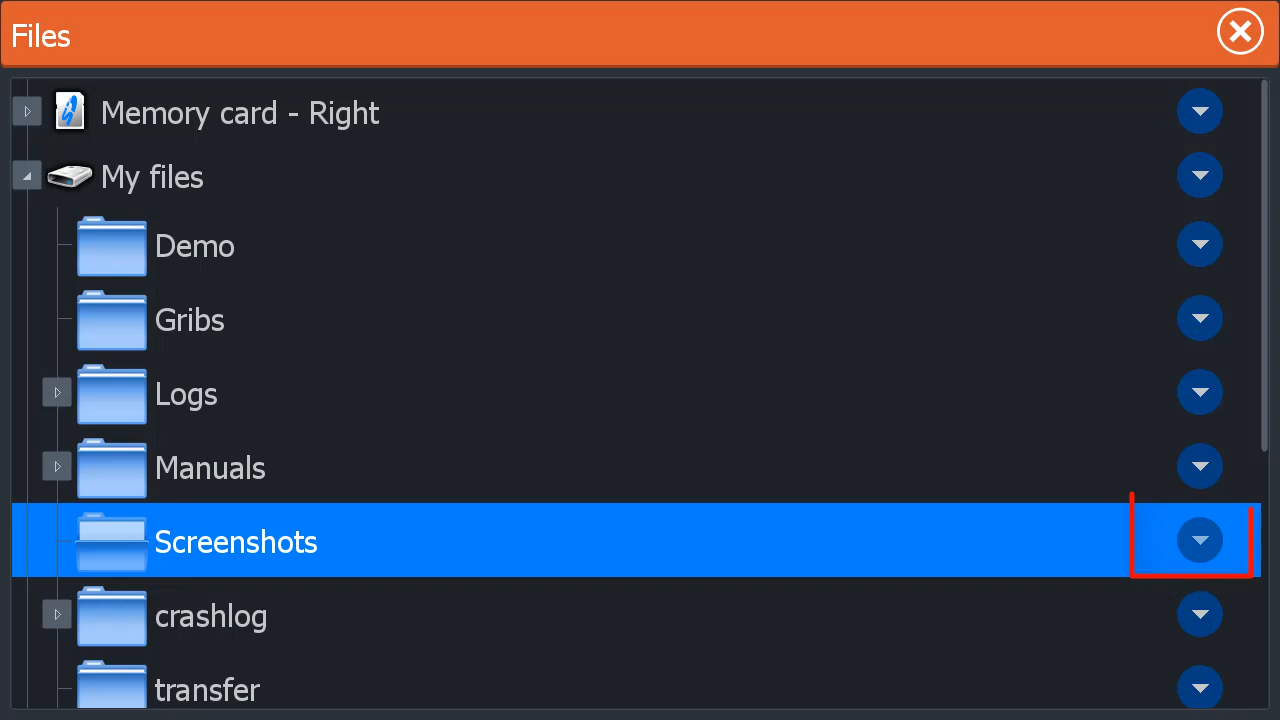 Files
Memory card - Right
My files
Demo
Gribs
Logs
Manuals
Screenshots
crashlog
transfer